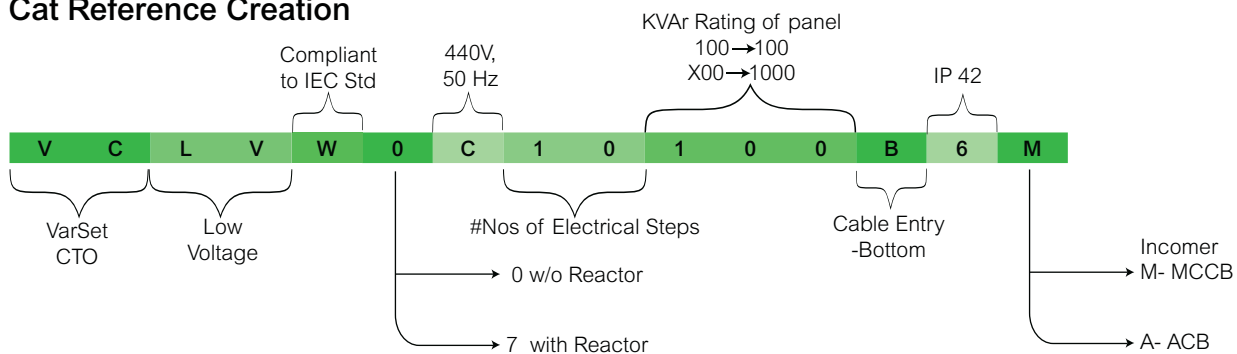 Cat Reference Creation
KVAr Rating of panel
100→100
X00→1000
Compliant
to IEC Std
440V,
50 Hz
IP 42
V C L V W 0 C 1 0 1 0 0 B 6 M
VarSet
CTO
Low
Voltage
#Nos of Electrical Steps
Cable Entry
-Bottom
0 w/o Reactor
7 with Reactor
Incomer
M- MCCB
A- ACB